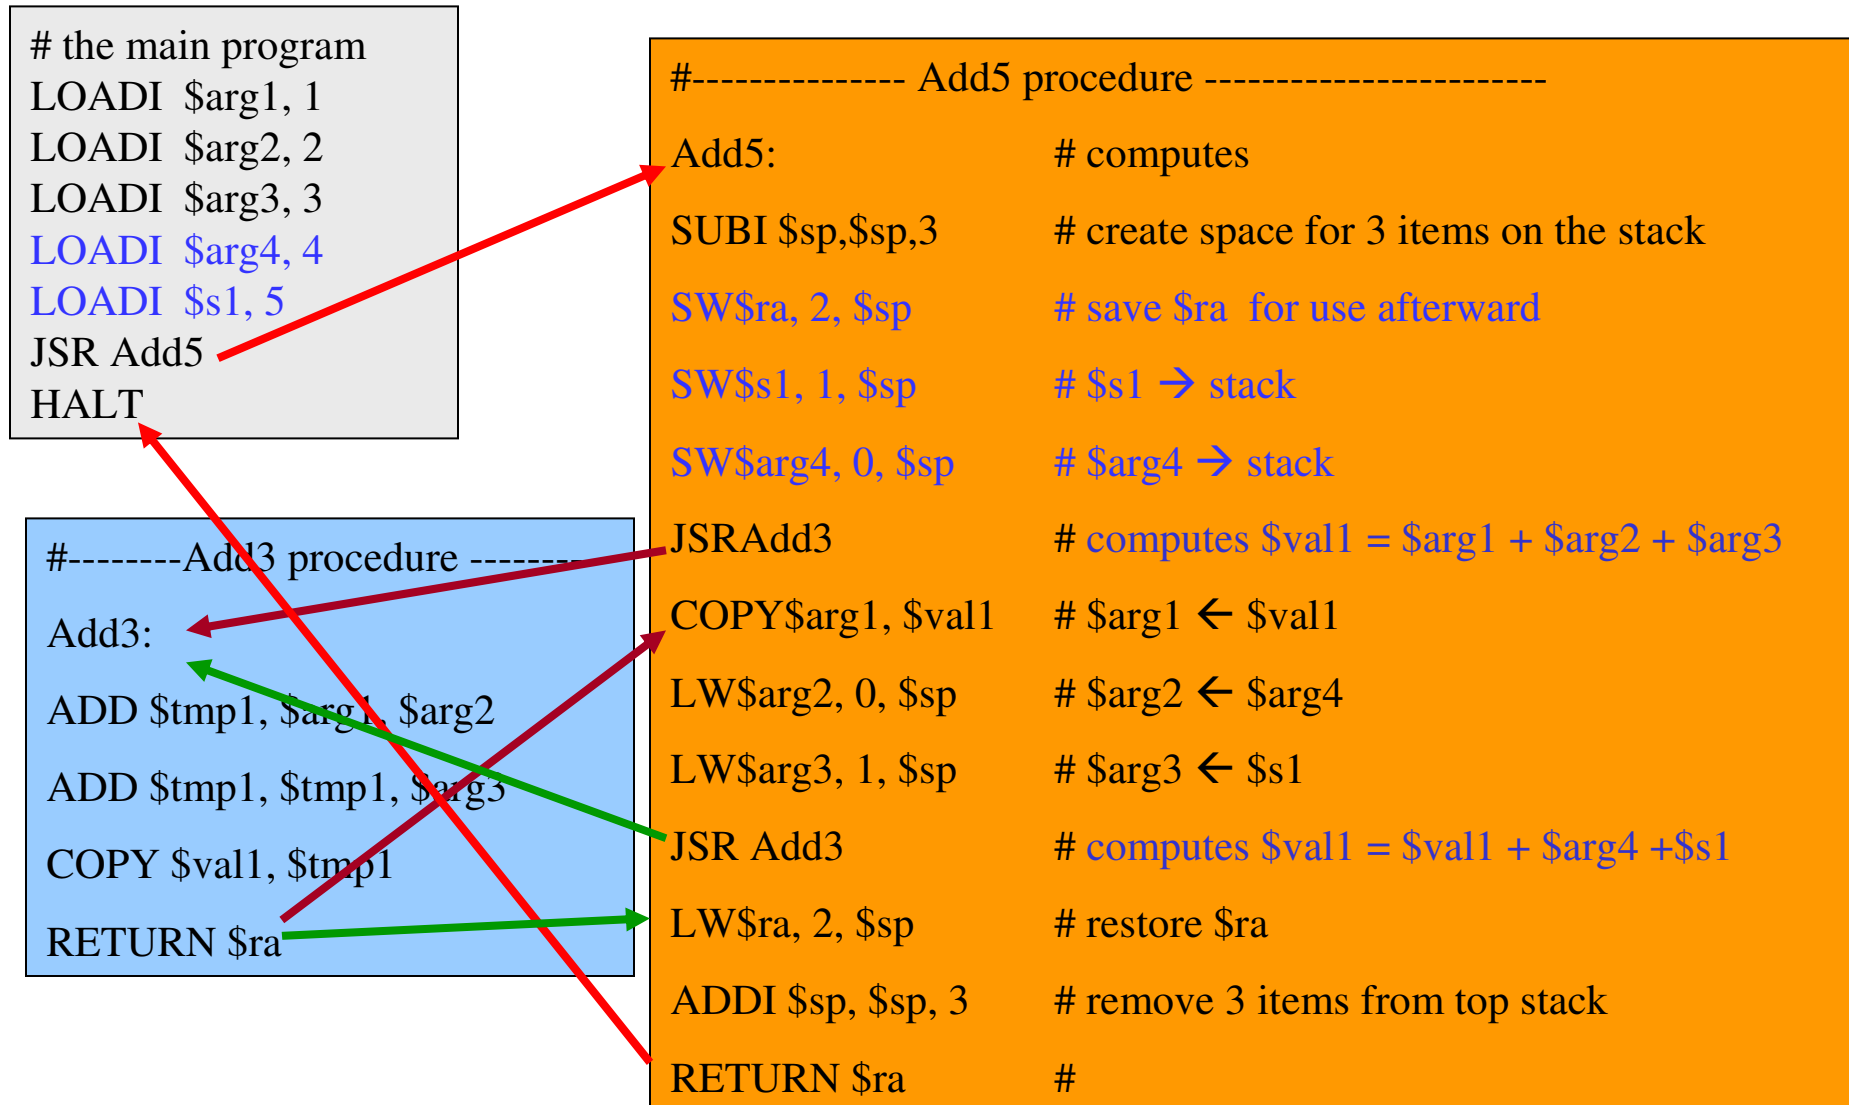 # the main program
LOADI $arg1, 1
LOADI $arg2, 2
LOADI $arg3, 3
LOADI $arg4, 4
LOADI $s1, 5
JSR Add5
HALT
#--------Add3 procedure --------
Add3:
ADD $tmp1, $arg1, $arg2
ADD $tmp1, $tmp1, $arg3
COPY $val1, $tmp1
RETURN $ra
#--------------- Add5 procedure ------------------------
Add5: # computes
SUBI $sp,$sp,3 # create space for 3 items on the stack
SW$ra, 2, $sp # save $ra for use afterward
SW$s1, 1, $sp # $s1 → stack
SW$arg4, 0, $sp # $arg4 → stack
JSRAdd3 # computes $val1 = $arg1 + $arg2 + $arg3
COPY$arg1, $val1 # $arg1 ← $val1
LW$arg2, 0, $sp # $arg2 ← $arg4
LW$arg3, 1, $sp # $arg3 ← $s1
JSR Add3 # computes $val1 = $val1 + $arg4 +$s1
LW$ra, 2, $sp # restore $ra
ADDI $sp, $sp, 3 # remove 3 items from top stack
RETURN $ra #